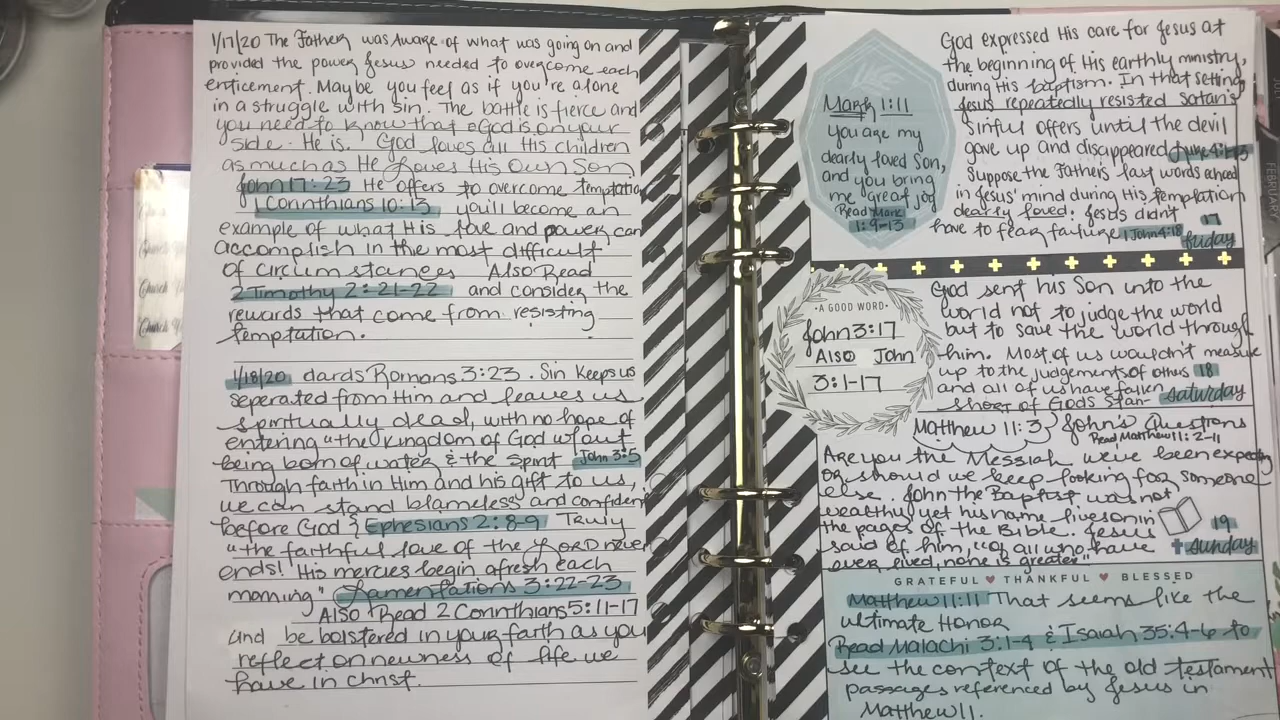 1/17/20 The Father was aware of what was going on and
provided the power Jesus needed to overcome each
enticement. Maybe you feel as if you're alone
in a struggle with sin. The battle is fierce and
you need to know that God is on your
side. He is. God loves all His children
as much as He loves His Own Son
John 17:23 He offers to overcome temptatio
1 Corinthians 10:13 you'll become an
example of what His love and power can
accomplish in the most difficult
of circumstances Also Read
2 Timothy 2:21-22 and consider the
rewards that come from resisting
temptation.
1/18/20 dards Romans 3:23. Sin keeps us
seperated from Him and leaves us
spiritually dead, with no hope of
entering "the kingdom of God w/out
being born of water & the Spirit John 3:5
Through faith in Him and his gift to us,
we can stand blameless and confiden
before God! Ephesians 2:8-9 Truly
"the faithful love of the LORD never
ends! His mercies begin afresh each
morning" Lamentations 3:22-23
Also Read 2 Corinthians 5:11-17
and be bolstered in your faith as you
reflect on newness of life we
have in Christ.
Mark 1:11
You are my
dearly loved Son,
and you bring
me great joy
Read Mark
1:9-13
God expressed His care for Jesus at
the beginning of His earthly ministry,
during His baptism. In that setting
Jesus repeatedly resisted satan's
sinful offers until the devil
gave up and disappeared
Suppose the Father's last words echoed
in Jesus' mind during His temptation
dearly loved. Jesus didn't
have to fear failure 1 John 4:18 17
friday
A GOOD WORD
John 3:17
Also John
3:1-17
God sent his Son into the
world not to judge the world
but to save the world through
him. Most of us wouldn't measure
up to the judgements of others 18
and all of us have fallen saturday
short of God's stan-
Matthew 11:3 John's Questions
Read Matthew 11:2-11
Are you the Messiah we've been expecting
or should we keep looking for someone
else. John the Baptist was not
wealthy yet his name lives on in
the pages of the Bible. Jesus 19
said of him, "of all who have sunday
ever lived, none is greater"
GRATEFUL ♥ THANKFUL ♥ BLESSED
Matthew 11:11 That seems like the
ultimate Honor
Read Malachi 3:1-4 & Isaiah 35:4-6 to
see the context of the old testament
passages referenced by Jesus in
Matthew 11.
FEBRUARY